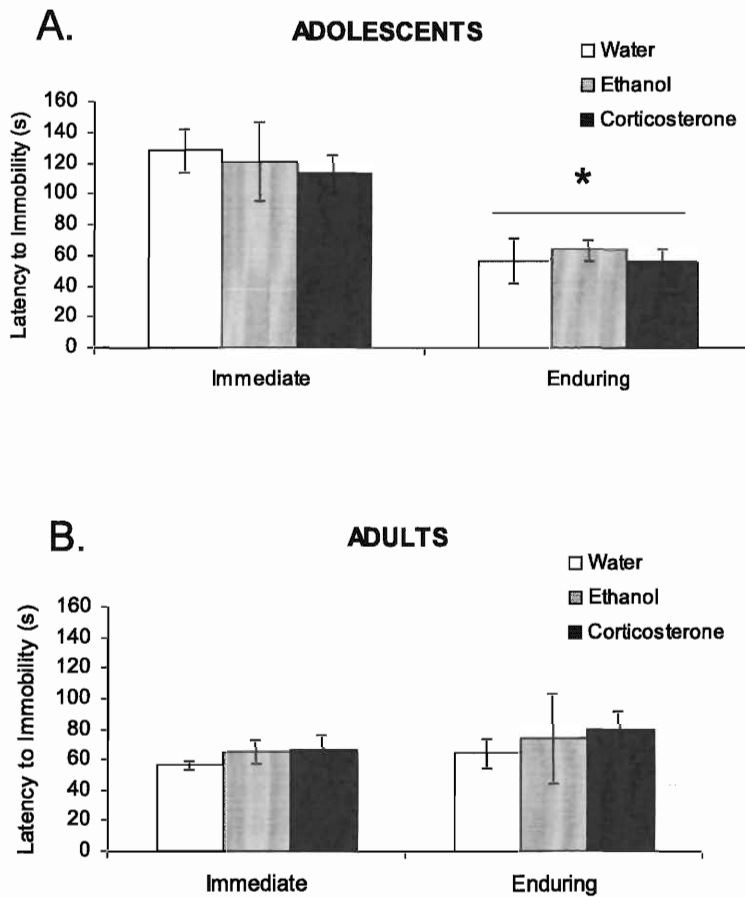 A.
ADOLESCENTS
Water
Ethanol
Corticosterone
Latency to Immobility (s)
160
140
120
100
80
60
40
20
0
*
Immediate
Enduring
B.
ADULTS
Water
Ethanol
Corticosterone
Latency to Immobility (s)
160
140
120
100
80
60
40
20
0
Immediate
Enduring